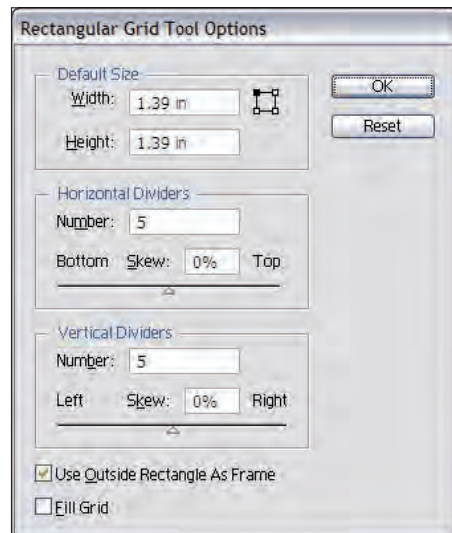 Rectangular Grid Tool Options
Default Size
Width: 1.39 in
Height: 1.39 in
OK
Reset
Horizontal Dividers
Number: 5
Bottom Skew: 0% Top
Vertical Dividers
Number: 5
Left Skew: 0% Right
Use Outside Rectangle As Frame
Fill Grid